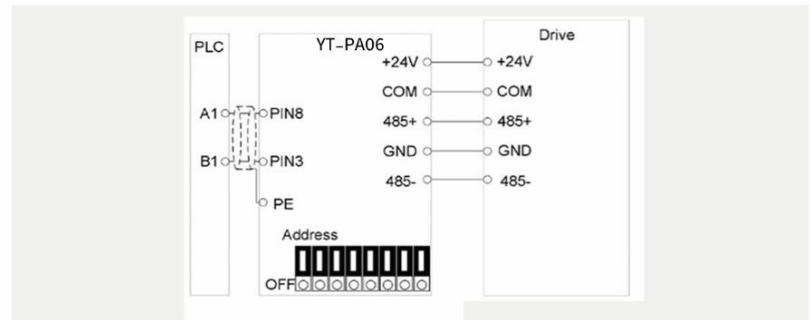 PLC
YT-PA06
Drive
+24V
+24V
COM
COM
A1
PIN8
485+
485+
GND
GND
B1
PIN3
485-
485-
PE
Address
OFF